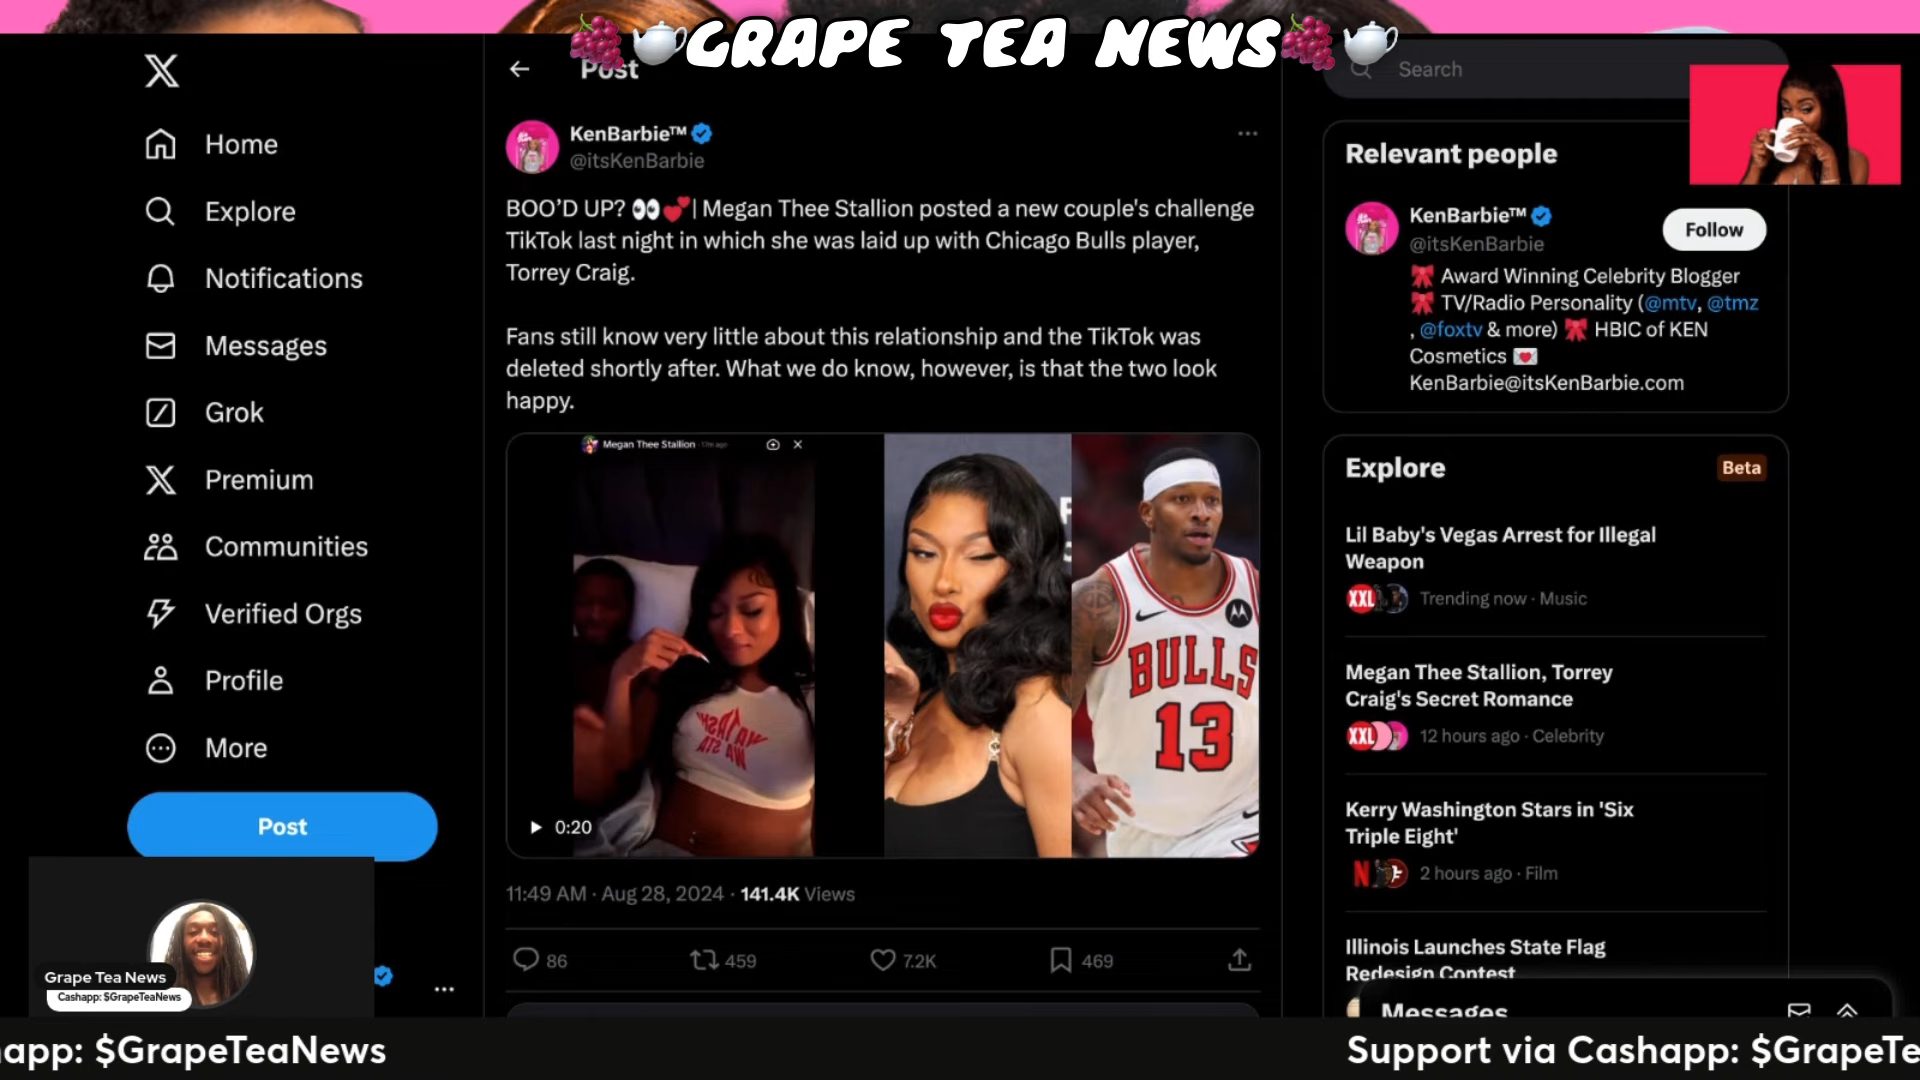 GRAPE TEA NEWS
Home
Explore
Notifications
Messages
Grok
Premium
Communities
Verified Orgs
Profile
More
Post
Grape Tea News
Cashapp: $GrapeTeaNews
Post
KenBarbie™
@itsKenBarbie
BOO'D UP? 👀💕| Megan Thee Stallion posted a new couple's challenge
TikTok last night in which she was laid up with Chicago Bulls player,
Torrey Craig.
Fans still know very little about this relationship and the TikTok was
deleted shortly after. What we do know, however, is that the two look
happy.
Megan Thee Stallion
BULLS
13
0:20
11:49 AM · Aug 28, 2024 · 141.4K Views
86
459
7.2K
469
Search
Relevant people
KenBarbie™
@itsKenBarbie
Follow
🎀 Award Winning Celebrity Blogger
🎀 TV/Radio Personality (@mtv, @tmz
, @foxtv & more) 🎀 HBIC of KEN
Cosmetics 💌
KenBarbie@itsKenBarbie.com
Explore
Beta
Lil Baby's Vegas Arrest for Illegal
Weapon
XXL
Trending now · Music
Megan Thee Stallion, Torrey
Craig's Secret Romance
XXL
12 hours ago · Celebrity
Kerry Washington Stars in 'Six
Triple Eight'
2 hours ago · Film
Illinois Launches State Flag
Redesign Contest
Messages
app: $GrapeTeaNews
Support via Cashapp: $GrapeTe